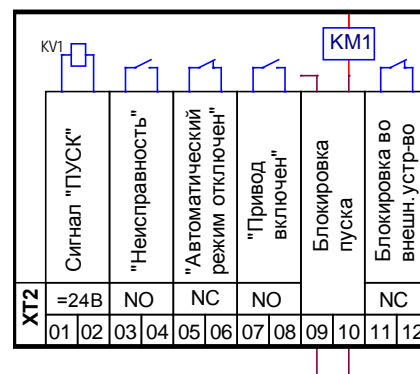 KV1
KM1
Сигнал "ПУСК"
"Неисправность"
"Автоматический
режим отключен"
"Привод
включен"
Блокировка
пуска
Блокировка во
внешн.устр-во
XT2
=24В NO NC NO NC
01 02 03 04 05 06 07 08 09 10 11 12